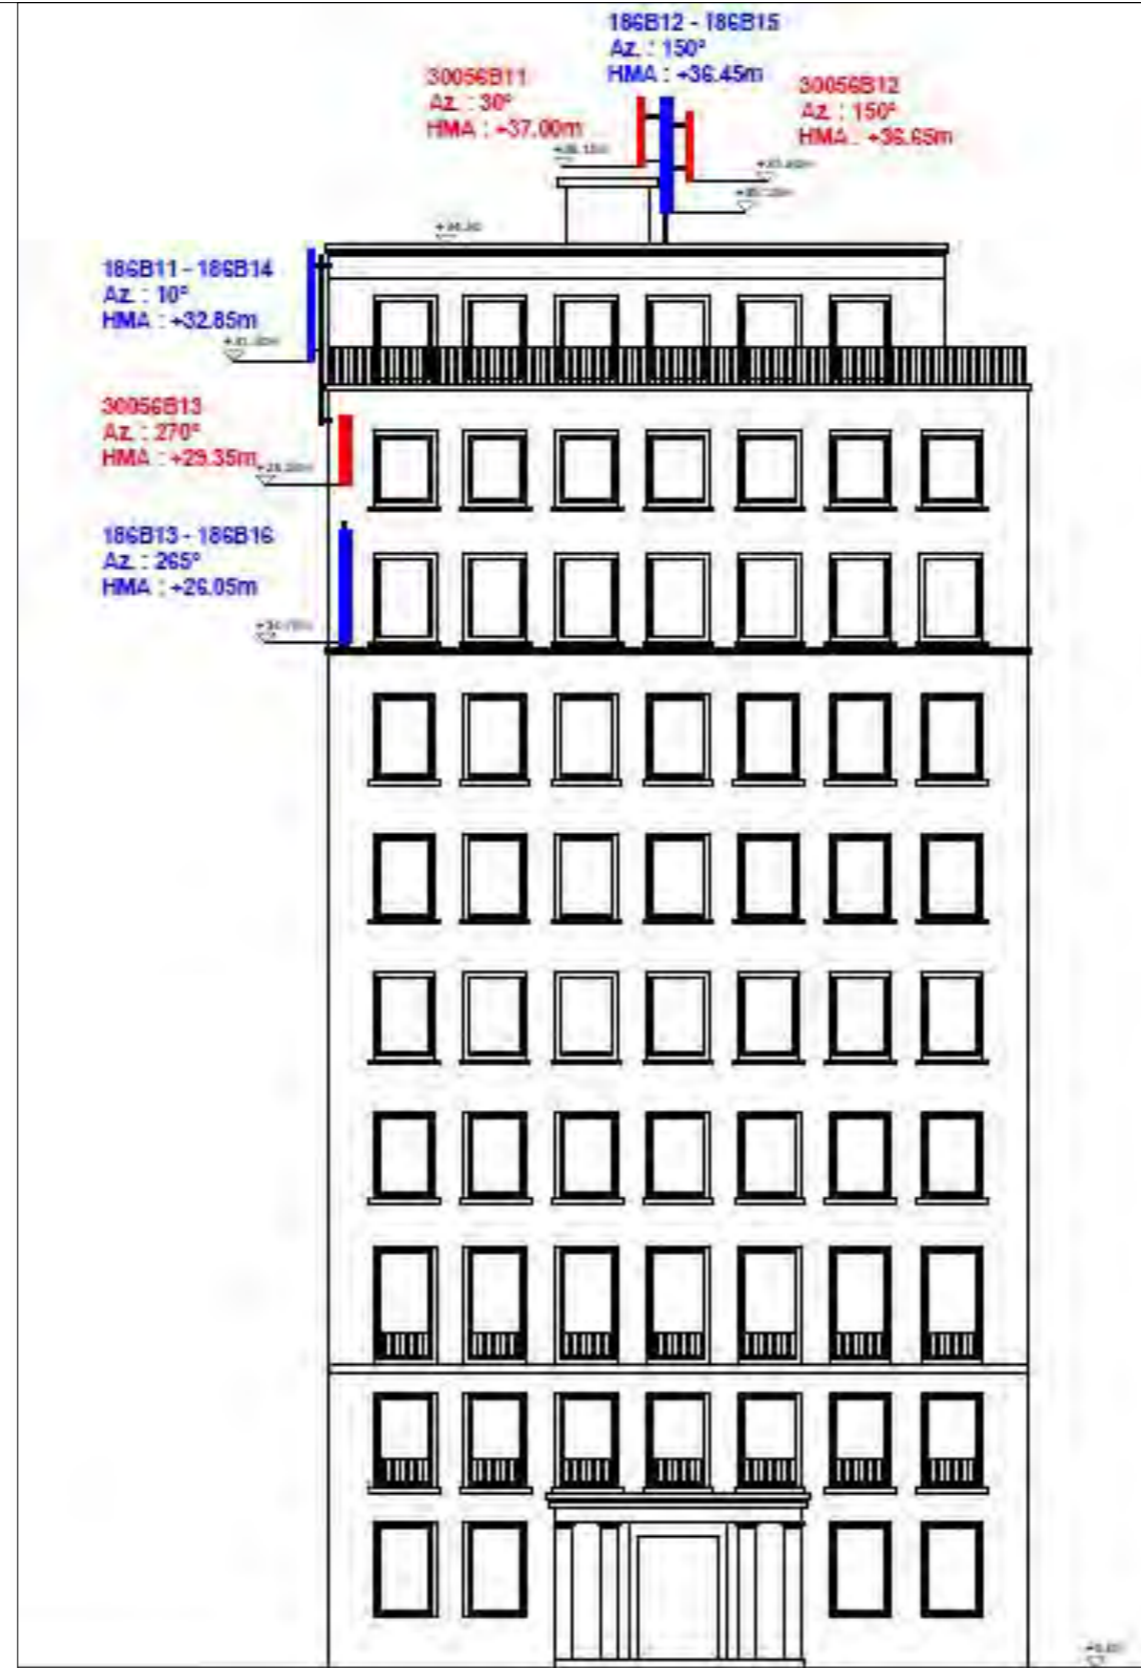 186B12 - 186B15
Az. : 150°
HMA : +36.45m
30056B11
Az. : 30°
HMA : +37.00m
30056B12
Az. : 150°
HMA : +36.65m
186B11 - 186B14
Az. : 10°
HMA : +32.85m
30056B13
Az. : 270°
HMA : +29.35m
186B13 - 186B16
Az. : 265°
HMA : +26.05m